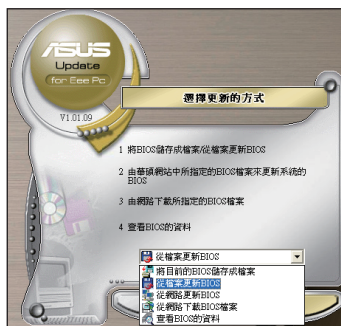 ASUS
Update
for Eee Pc
V1.01.09
選擇更新的方式
1 將BIOS儲存成檔案/從檔案更新BIOS
2 由華碩網站中所指定的BIOS檔案來更新系統的
BIOS
3 由網路下載所指定的BIOS檔案
4 查看BIOS的資料
從檔案更新BIOS
將目前的BIOS儲存成檔案
從檔案更新BIOS
從網路更新BIOS
從網路下載BIOS檔案
查看BIOS的資料